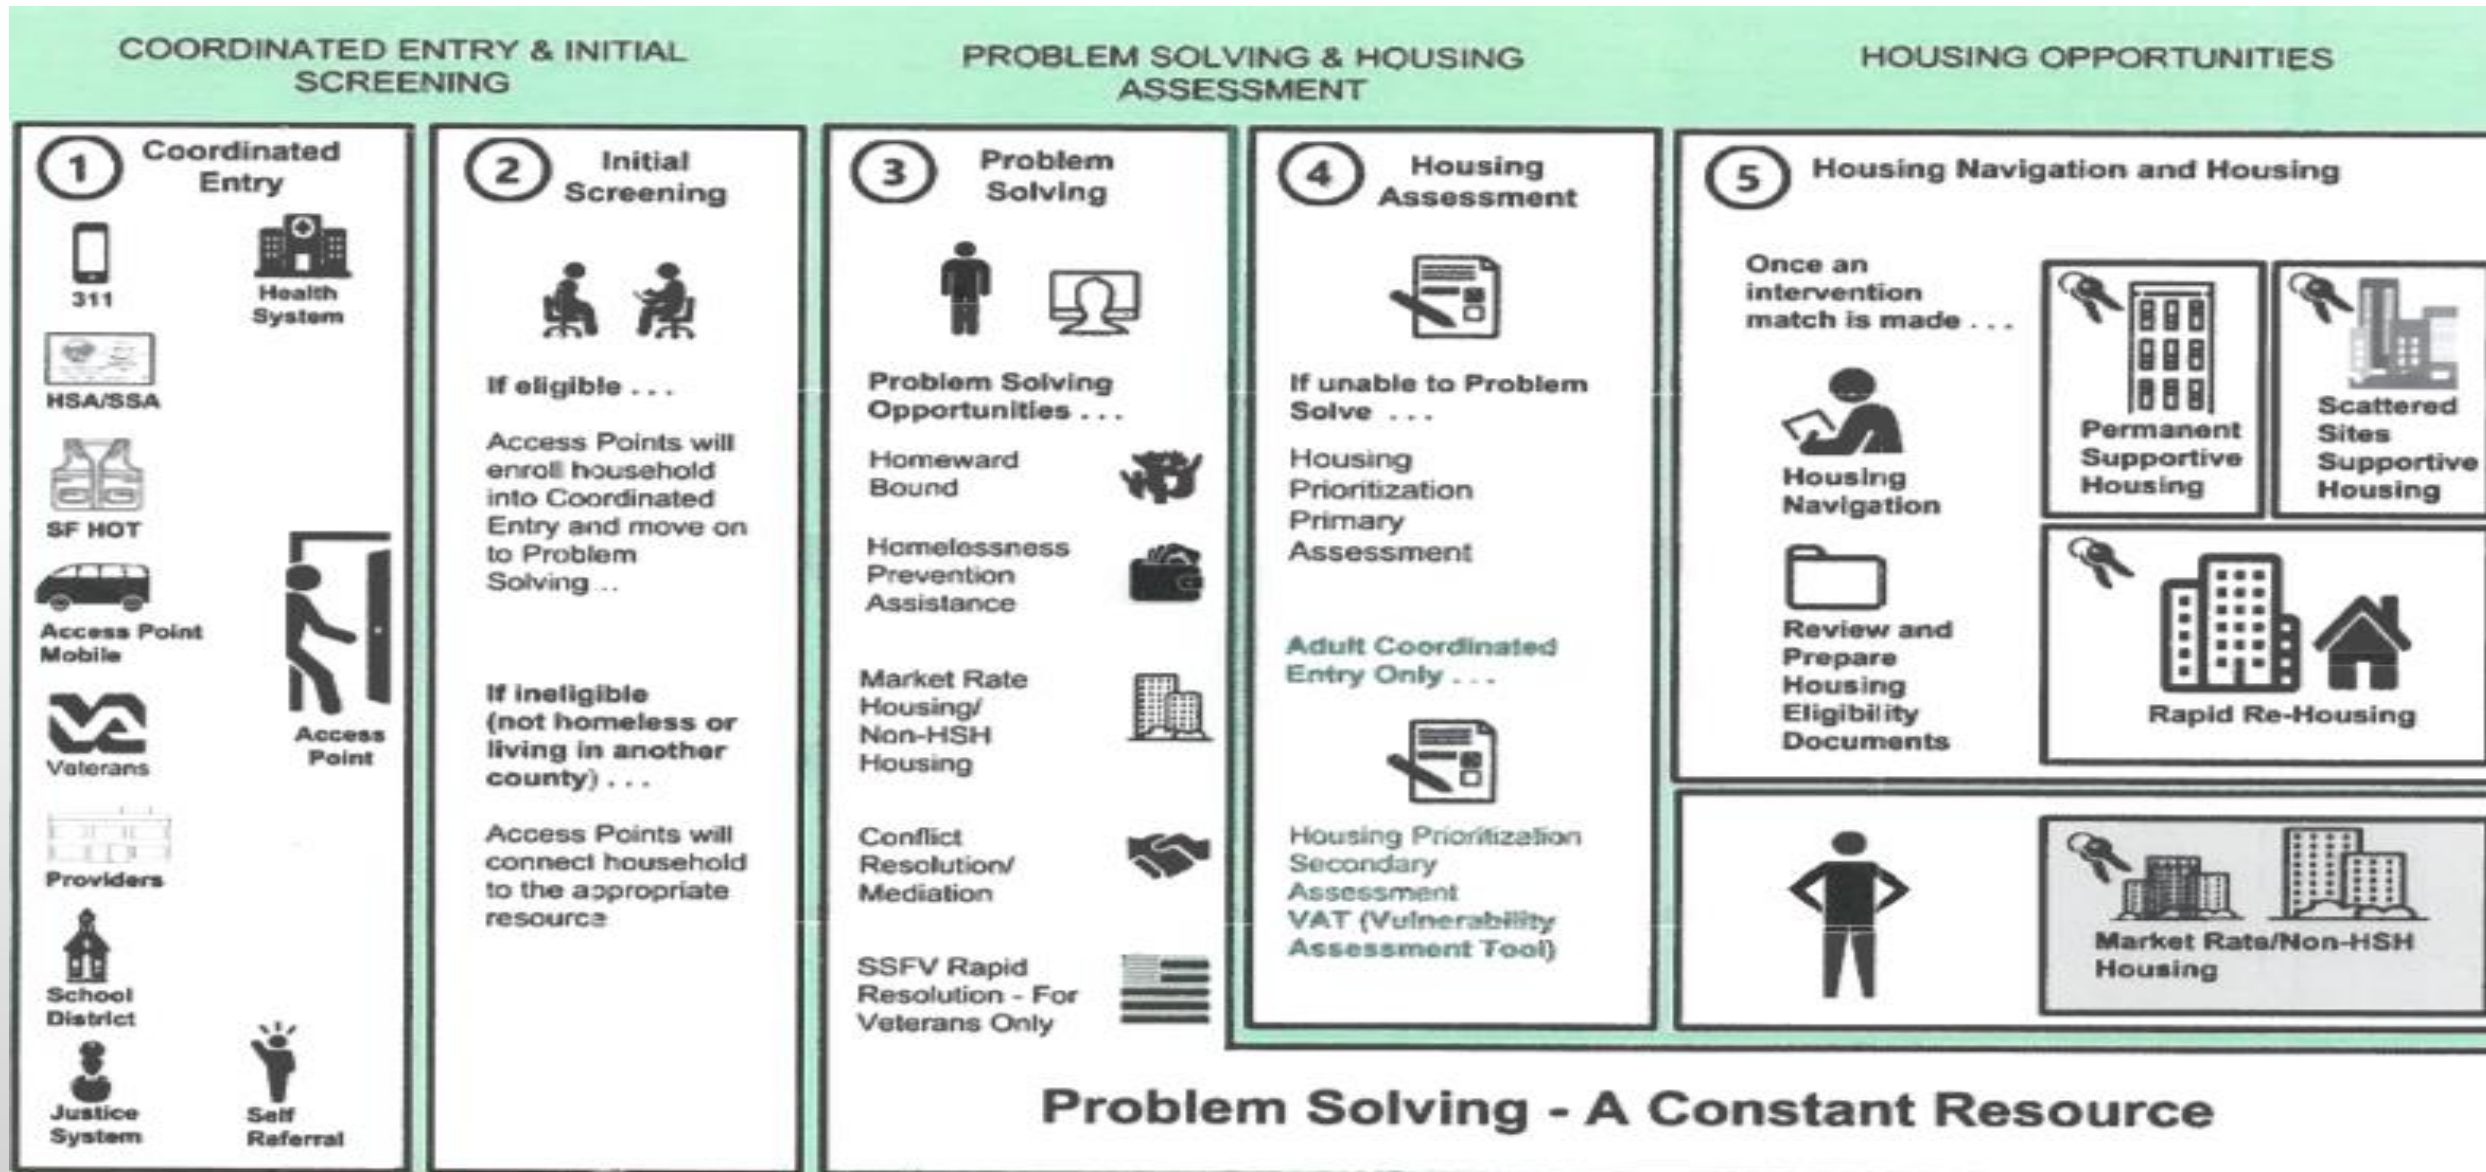 COORDINATED ENTRY & INITIAL
SCREENING
PROBLEM SOLVING & HOUSING
ASSESSMENT
HOUSING OPPORTUNITIES
1
Coordinated
Entry
311
Health
System
HSA/SSA
SF HOT
Access Point
Mobile
Access
Point
Veterans
Providers
School
District
Justice
System
Self
Referral
2
Initial
Screening
If eligible . . .
Access Points will
enroll household
into Coordinated
Entry and move on
to Problem
Solving...
If ineligible
(not homeless or
living in another
county) . . .
Access Points will
connect household
to the appropriate
resource
3
Problem
Solving
Problem Solving
Opportunities . . .
Homeward
Bound
Homelessness
Prevention
Assistance
Market Rate
Housing/
Non-HSH
Housing
Conflict
Resolution/
Mediation
SSFV Rapid
Resolution - For
Veterans Only
4
Housing
Assessment
If unable to Problem
Solve . . .
Housing
Prioritization
Primary
Assessment
Adult Coordinated
Entry Only . . .
Housing Prioritization
Secondary
Assessment
VAT (Vulnerability
Assessment Tool)
5
Housing Navigation and Housing
Once an
intervention
match is made . . .
Housing
Navigation
Review and
Prepare
Housing
Eligibility
Documents
Permanent
Supportive
Housing
Scattered
Sites
Supportive
Housing
Rapid Re-Housing
Market Rate/Non-HSH
Housing
Problem Solving - A Constant Resource